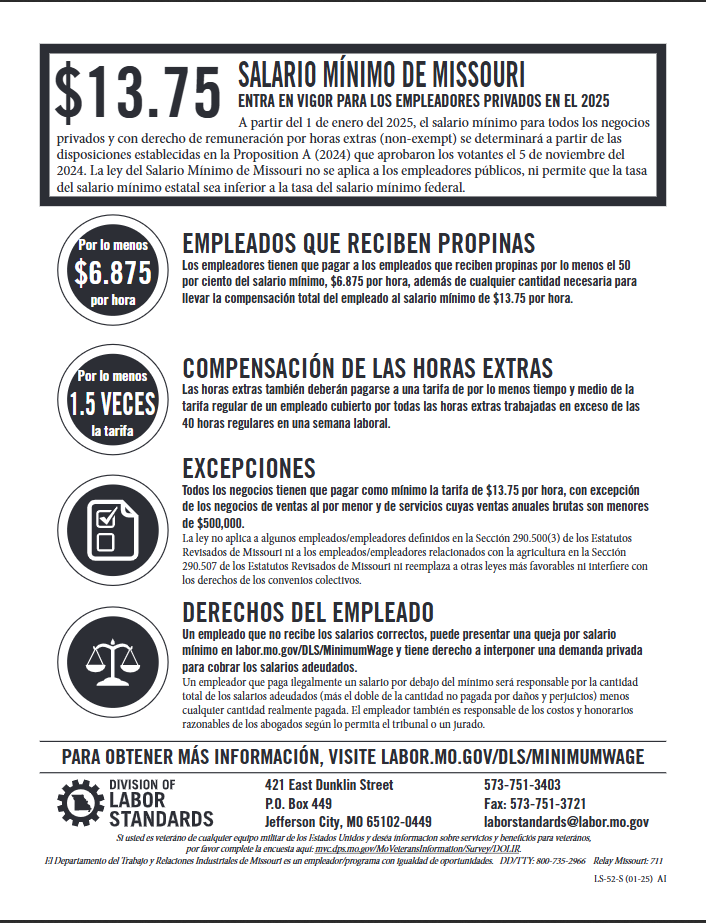 $13.75
SALARIO MÍNIMO DE MISSOURI
ENTRA EN VIGOR PARA LOS EMPLEADORES PRIVADOS EN EL 2025
A partir del 1 de enero del 2025, el salario mínimo para todos los negocios
privados y con derecho de remuneración por horas extras (non-exempt) se determinará a partir de las
disposiciones establecidas en la Proposition A (2024) que aprobaron los votantes el 5 de noviembre del
2024. La ley del Salario Mínimo de Missouri no se aplica a los empleadores públicos, ni permite que la tasa
del salario mínimo estatal sea inferior a la tasa del salario mínimo federal.
Por lo menos
$6.875
por hora
EMPLEADOS QUE RECIBEN PROPINAS
Los empleadores tienen que pagar a los empleados que reciben propinas por lo menos el 50
por ciento del salario mínimo, $6.875 por hora, además de cualquier cantidad necesaria para
llevar la compensación total del empleado al salario mínimo de $13.75 por hora.
Por lo menos
1.5 VECES
la tarifa
COMPENSACIÓN DE LAS HORAS EXTRAS
Las horas extras también deberán pagarse a una tarifa de por lo menos tiempo y medio de la
tarifa regular de un empleado cubierto por todas las horas extras trabajadas en exceso de las
40 horas regulares en una semana laboral.
EXCEPCIONES
Todos los negocios tienen que pagar como mínimo la tarifa de $13.75 por hora, con excepción
de los negocios de ventas al por menor y de servicios cuyas ventas anuales brutas son menores
de $500,000.
La ley no aplica a algunos empleados/empleadores definidos en la Sección 290.500(3) de los Estatutos
Revisados de Missouri ni a los empleados/empleadores relacionados con la agricultura en la Sección
290.507 de los Estatutos Revisados de Missouri ni reemplaza a otras leyes más favorables ni interfiere con
los derechos de los convenios colectivos.
DERECHOS DEL EMPLEADO
Un empleado que no recibe los salarios correctos, puede presentar una queja por salario
mínimo en labor.mo.gov/DLS/MinimumWage y tiene derecho a interponer una demanda privada
para cobrar los salarios adeudados.
Un empleador que paga ilegalmente un salario por debajo del mínimo será responsable por la cantidad
total de los salarios adeudados (más el doble de la cantidad no pagada por daños y perjuicios) menos
cualquier cantidad realmente pagada. El empleador también es responsable de los costos y honorarios
razonables de los abogados según lo permita el tribunal o un jurado.
PARA OBTENER MÁS INFORMACIÓN, VISITE LABOR.MO.GOV/DLS/MINIMUMWAGE
DIVISION OF
LABOR
STANDARDS
421 East Dunklin Street
P.O. Box 449
Jefferson City, MO 65102-0449
573-751-3403
Fax: 573-751-3721
laborstandards@labor.mo.gov
Si usted es veteráno de cualquier equipo militar de los Estados Unidos y deséa informacion sobre servicios y beneficiós para veterános,
por favor complete la encuesta aquí: mvc.dps.mo.gov/MoVeteransInformation/Survey/DOLIR.
El Departamento del Trabajo y Relaciones Industriales de Missouri es un empleador/programa con igualdad de oportunidades. DD/TTY: 800-735-2966 Relay Missouri: 711
LS-52-S (01-25) AI